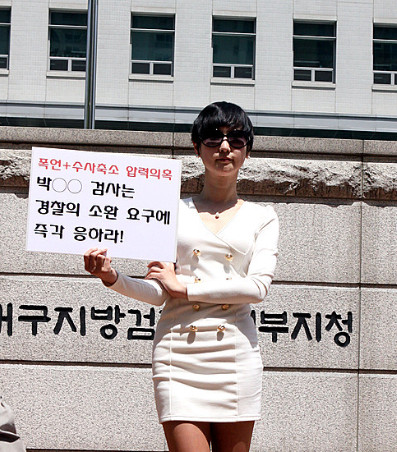 폭언+수사축소 압력의혹
박○○ 검사는
경찰의 소환 요구에
즉각 응하라!
대구지방검 부지청